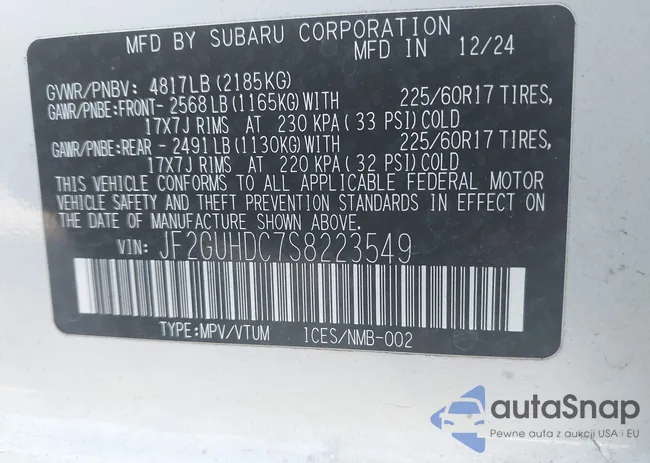 MFD BY SUBARU CORPORATION
MFD IN 12/24
GVWR/PNBV: 4817LB (2185KG)
GAWR/PNBE:FRONT- 2568 LB (1165KG) WITH 225/60R17 TIRES,
17X7J RIMS AT 230 KPA ( 33 PSI) COLD
GAWR/PNBE:REAR - 2491 LB (1130KG) WITH 225/60R17 TIRES,
17X7J RIMS AT 220 KPA ( 32 PSI) COLD
THIS VEHICLE CONFORMS TO ALL APPLICABLE FEDERAL MOTOR
VEHICLE SAFETY AND THEFT PREVENTION STANDARDS IN EFFECT ON
THE DATE OF MANUFACTURE SHOWN ABOVE.
VIN: JF2GUHDC7S8223549
TYPE:MPV/VTUM ICES/NMB-002
autaSnap
Pewne auta z aukcji USA i EU